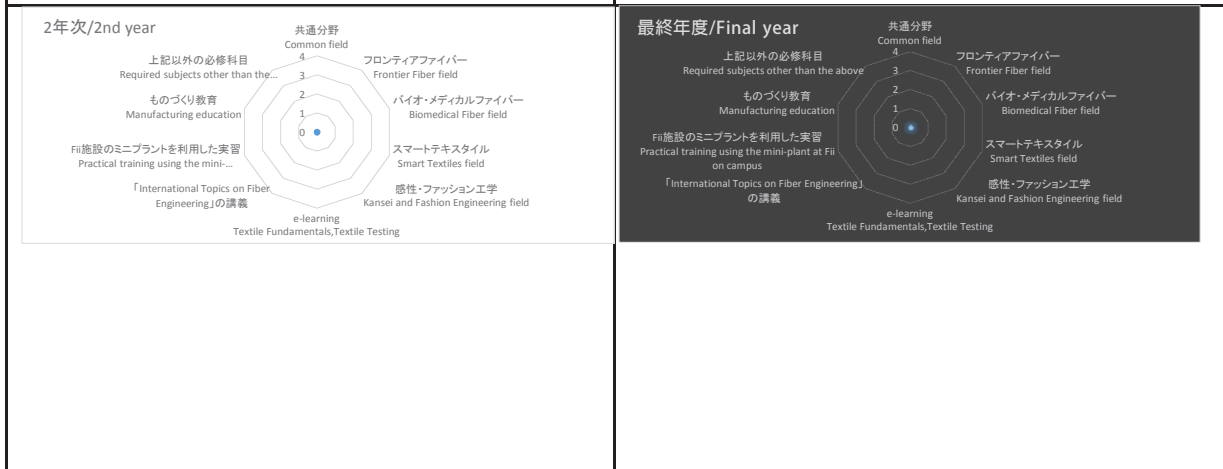 2年次/2nd year
共通分野
Common field
フロンティアファイバー
Frontier Fiber field
バイオ・メディカルファイバー
Biomedical Fiber field
スマートテキスタイル
Smart Textiles field
感性・ファッション工学
Kansei and Fashion Engineering field
e-learning
Textile Fundamentals,Textile Testing
「International Topics on Fiber
Engineering」の講義
Fii施設のミニプラントを利用した実習
Practical training using the mini-…
ものづくり教育
Manufacturing education
上記以外の必修科目
Required subjects other than the…
4
3
2
1
0
最終年度/Final year
共通分野
Common field
フロンティアファイバー
Frontier Fiber field
バイオ・メディカルファイバー
Biomedical Fiber field
スマートテキスタイル
Smart Textiles field
感性・ファッション工学
Kansei and Fashion Engineering field
e-learning
Textile Fundamentals,Textile Testing
「International Topics on Fiber Engineering」
の講義
Fii施設のミニプラントを利用した実習
Practical training using the mini-plant at Fii
on campus
ものづくり教育
Manufacturing education
上記以外の必修科目
Required subjects other than the above
4
3
2
1
0